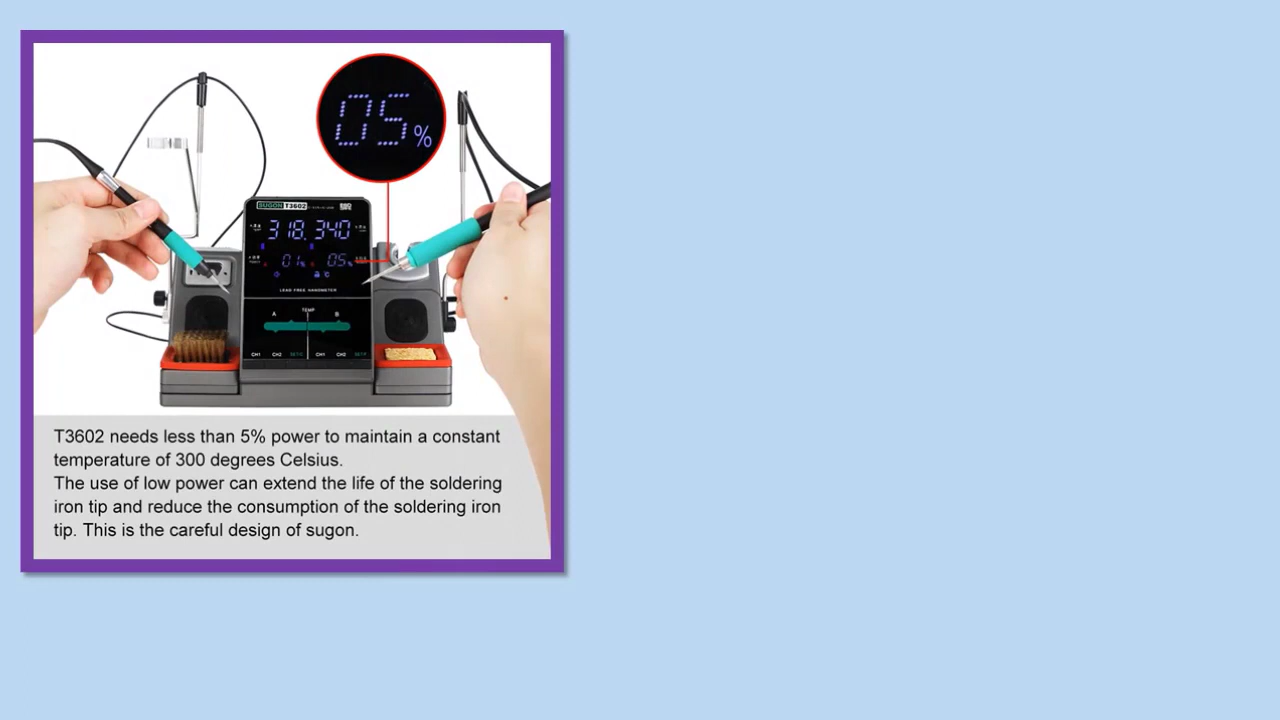 05%
SUGON T3602
318 340
01% 05%
°C
LEAD FREE NANOMETER
TEMP
A B
CH1 CH2 SET/C CH1 CH2 SET/F
T3602 needs less than 5% power to maintain a constant
temperature of 300 degrees Celsius.
The use of low power can extend the life of the soldering
iron tip and reduce the consumption of the soldering iron
tip. This is the careful design of sugon.